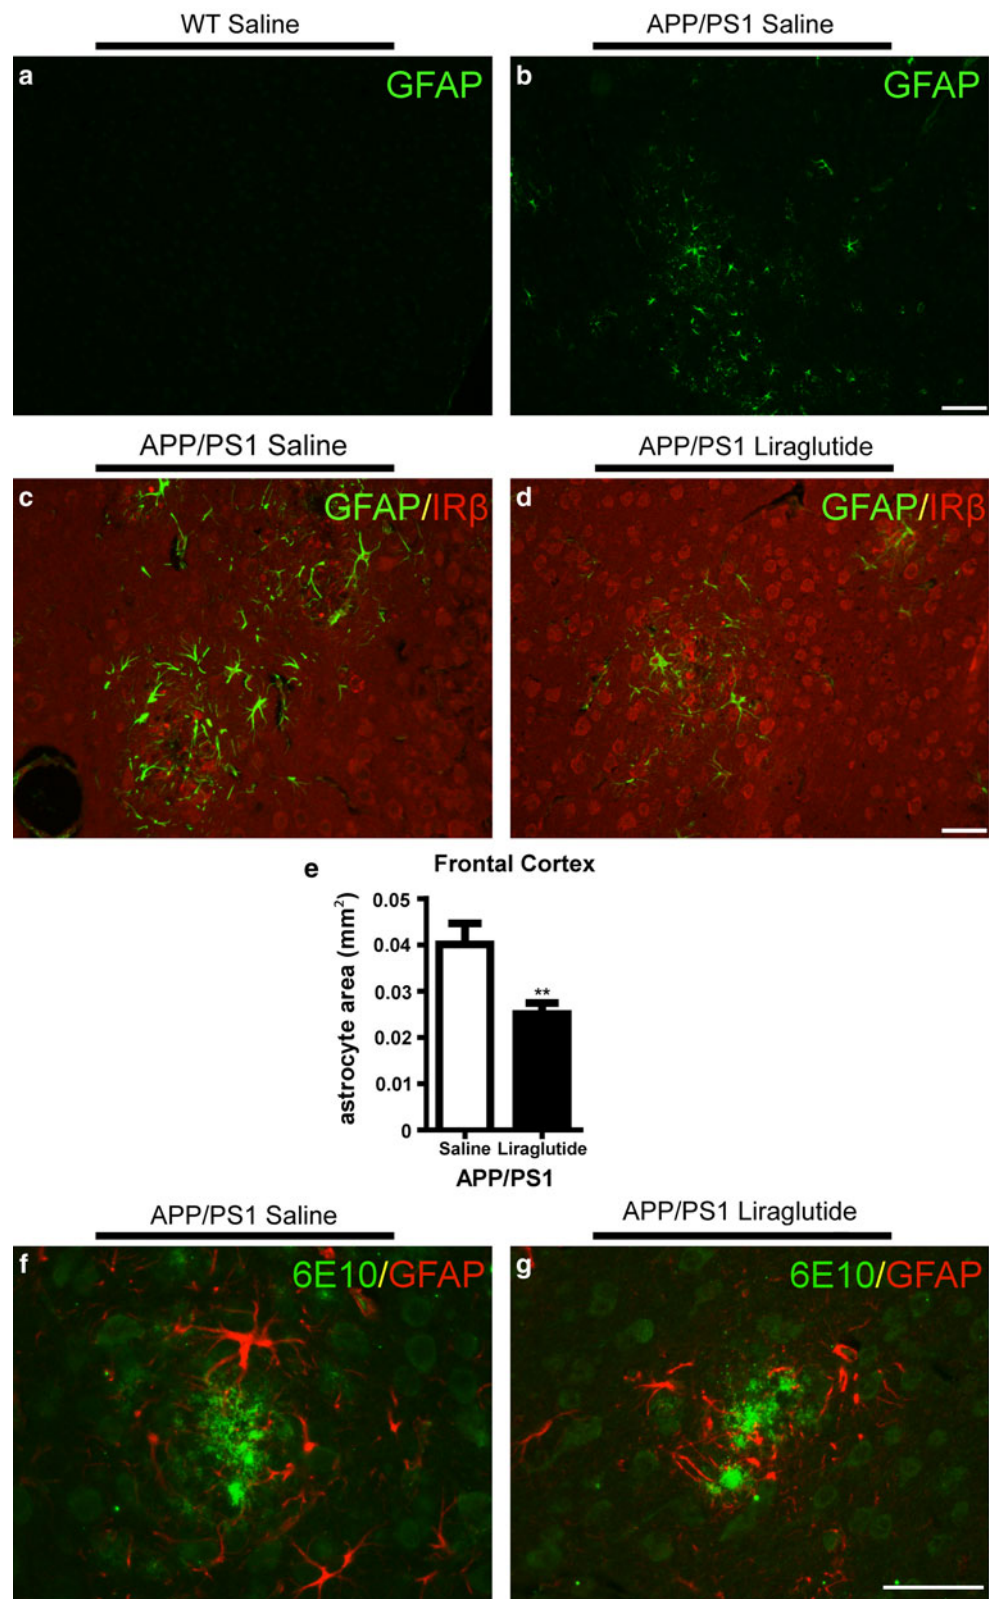 WT Saline
APP/PS1 Saline
a
GFAP
b
GFAP
APP/PS1 Saline
APP/PS1 Liraglutide
c
GFAP/IRβ
d
GFAP/IRβ
e
Frontal Cortex
astrocyte area (mm²)
0.05
0.04
0.03
0.02
0.01
0
**
Saline Liraglutide
APP/PS1
APP/PS1 Saline
APP/PS1 Liraglutide
f
6E10/GFAP
g
6E10/GFAP